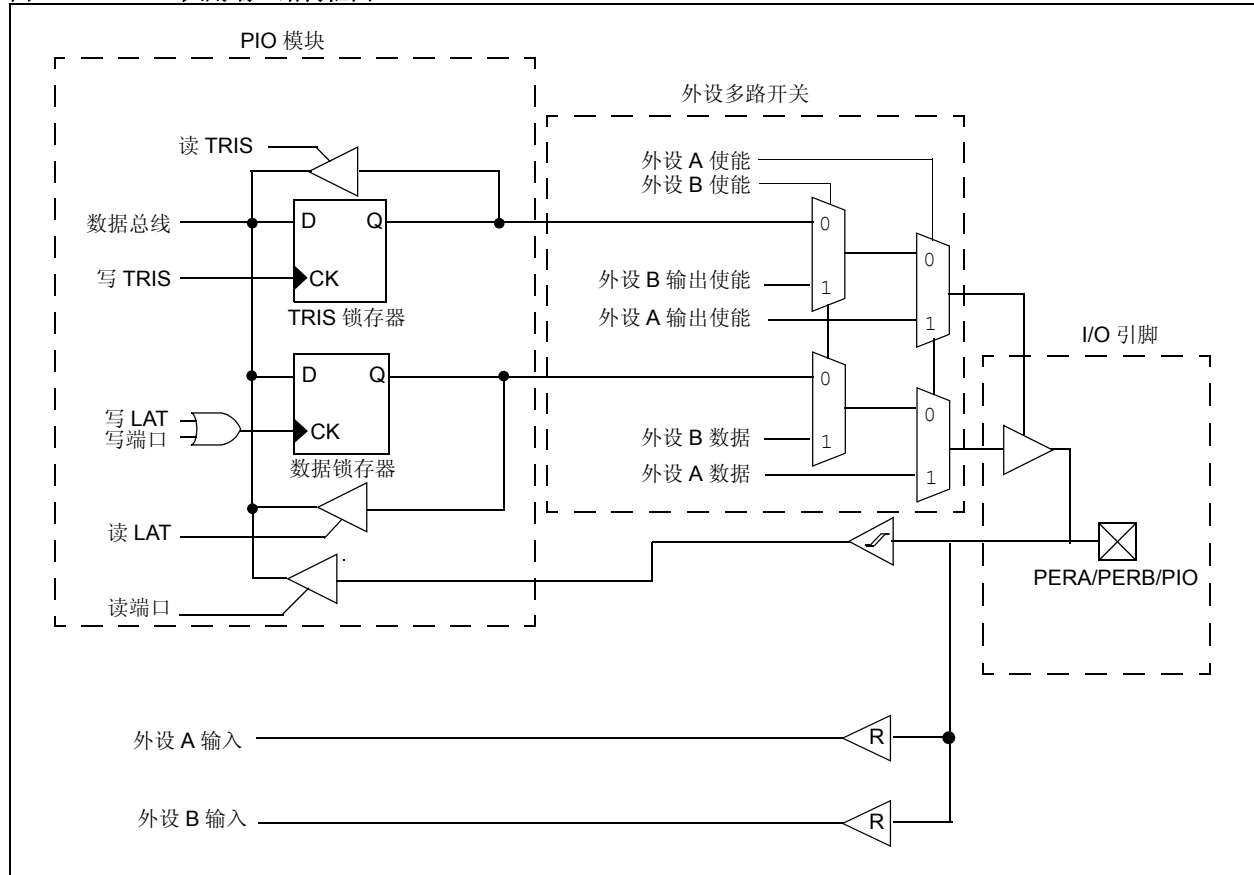 PIO 模块
外设多路开关
读 TRIS
外设 A 使能
外设 B 使能
数据总线
D Q
0
0
写 TRIS
CK
外设 B 输出使能
1
TRIS 锁存器
外设 A 输出使能
1
I/O 引脚
D Q
0
0
写 LAT
写端口
CK
外设 B 数据
1
数据锁存器
外设 A 数据
1
读 LAT
PERA/PERB/PIO
读端口
外设 A 输入
R
外设 B 输入
R